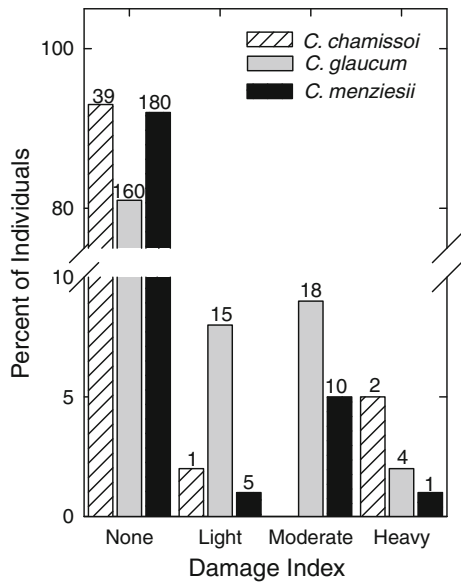 100
C. chamissoi
C. glaucum
C. menziesii
39
180
160
80
Percent of Individuals
10
18
15
10
5
2
1
5
4
1
0
None Light Moderate Heavy
Damage Index